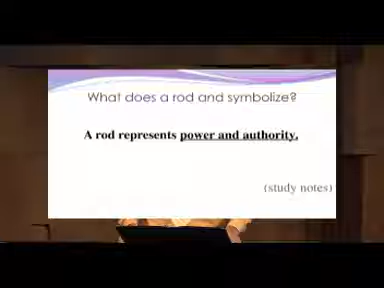 What does a rod and symbolize?
A rod represents power and authority.
(study notes)